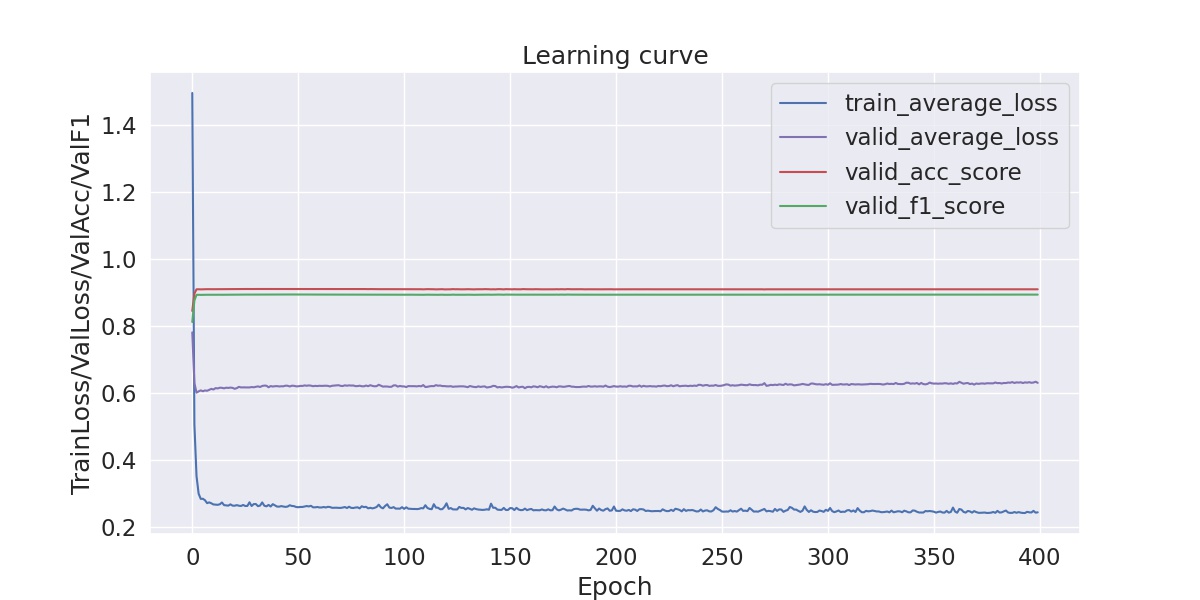 Learning curve
TrainLoss/ValLoss/ValAcc/ValF1
1.4
1.2
1.0
0.8
0.6
0.4
0.2
train_average_loss
valid_average_loss
valid_acc_score
valid_f1_score
0 50 100 150 200 250 300 350 400
Epoch